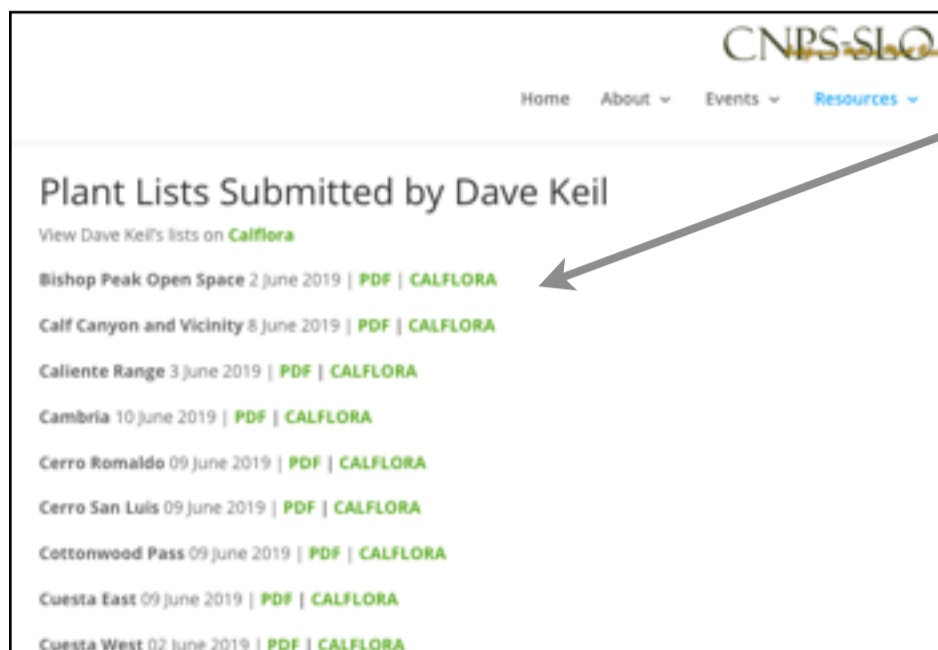 CNPS-SLO
Home About Events Resources
Plant Lists Submitted by Dave Keil
View Dave Keil's lists on Calflora
Bishop Peak Open Space 2 June 2019 | PDF | CALFLORA
Calf Canyon and Vicinity 8 June 2019 | PDF | CALFLORA
Caliente Range 3 June 2019 | PDF | CALFLORA
Cambria 10 June 2019 | PDF | CALFLORA
Cerro Romaldo 09 June 2019 | PDF | CALFLORA
Cerro San Luis 09 June 2019 | PDF | CALFLORA
Cottonwood Pass 09 June 2019 | PDF | CALFLORA
Cuesta East 09 June 2019 | PDF | CALFLORA
Cuesta West 02 June 2019 | PDF | CALFLORA